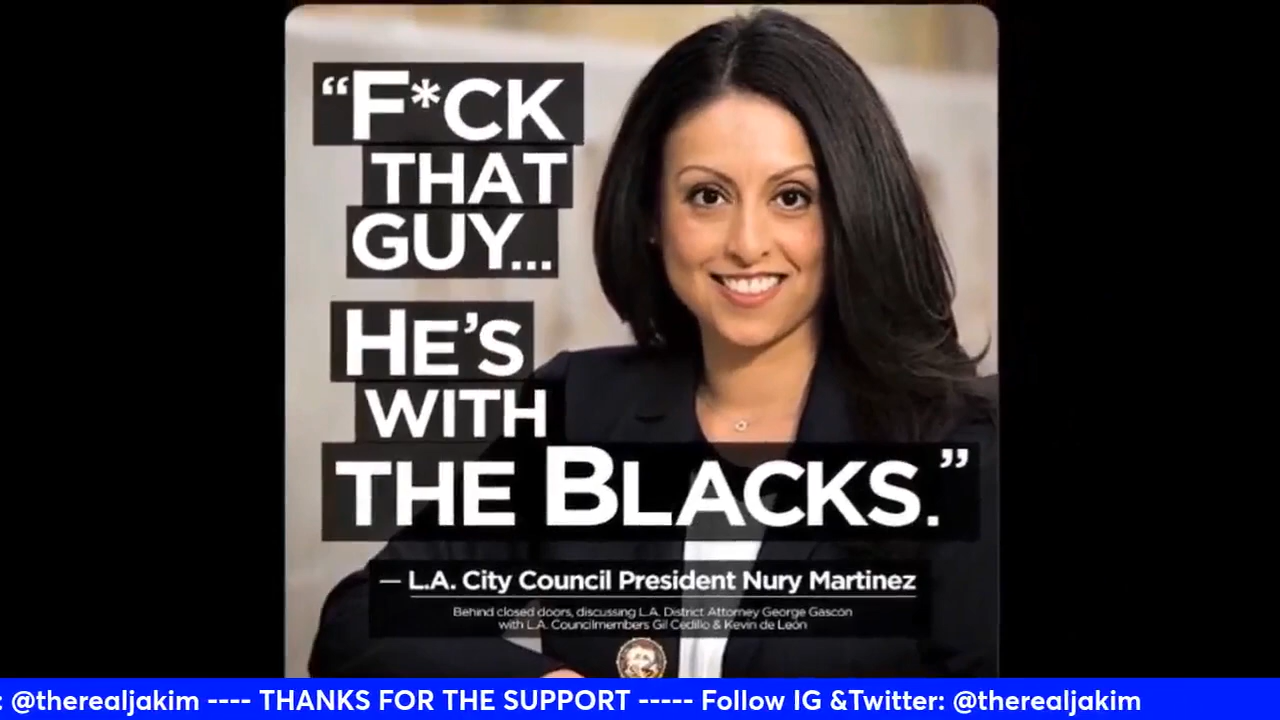 “F*CK
THAT
GUY...
HE’S
WITH
THE BLACKS.”
— L.A. City Council President Nury Martinez
Behind closed doors, discussing L.A. District Attorney George Gascón
with L.A. Councilmembers Gil Cedillo & Kevin de León
: @therealjakim ---- THANKS FOR THE SUPPORT ----- Follow IG &Twitter: @therealjakim